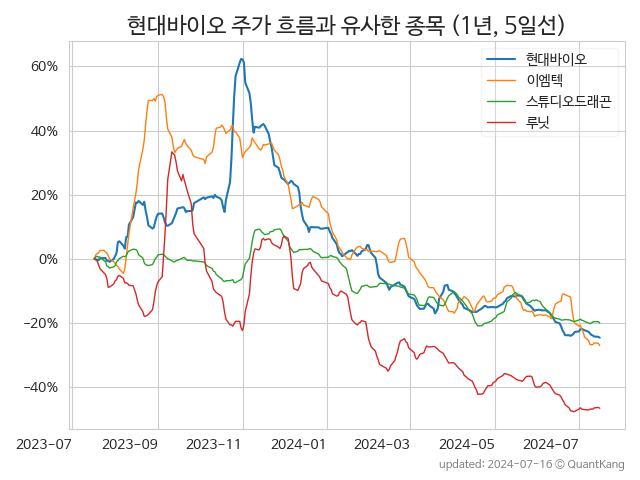 현대바이오 주가 흐름과 유사한 종목 (1년, 5일선)
현대바이오
이엠텍
스튜디오드래곤
루닛
60%
40%
20%
0%
−20%
−40%
2023-07
2023-09
2023-11
2024-01
2024-03
2024-05
2024-07
updated: 2024-07-16 © QuantKang